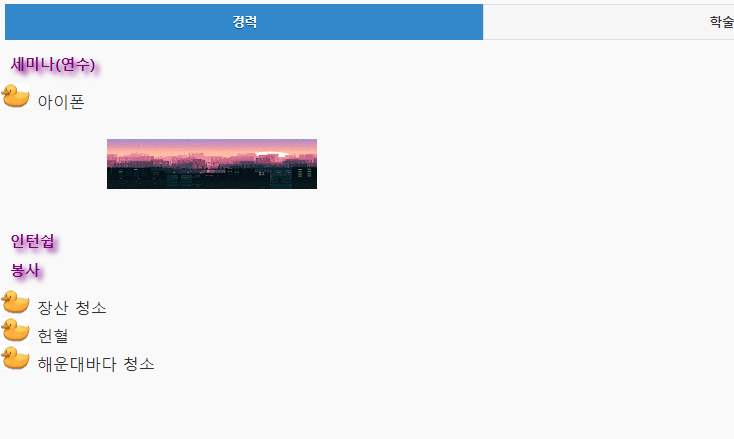 경력
학술
세미나(연수)
아이폰
인턴쉽
봉사
장산 청소
헌혈
해운대바다 청소